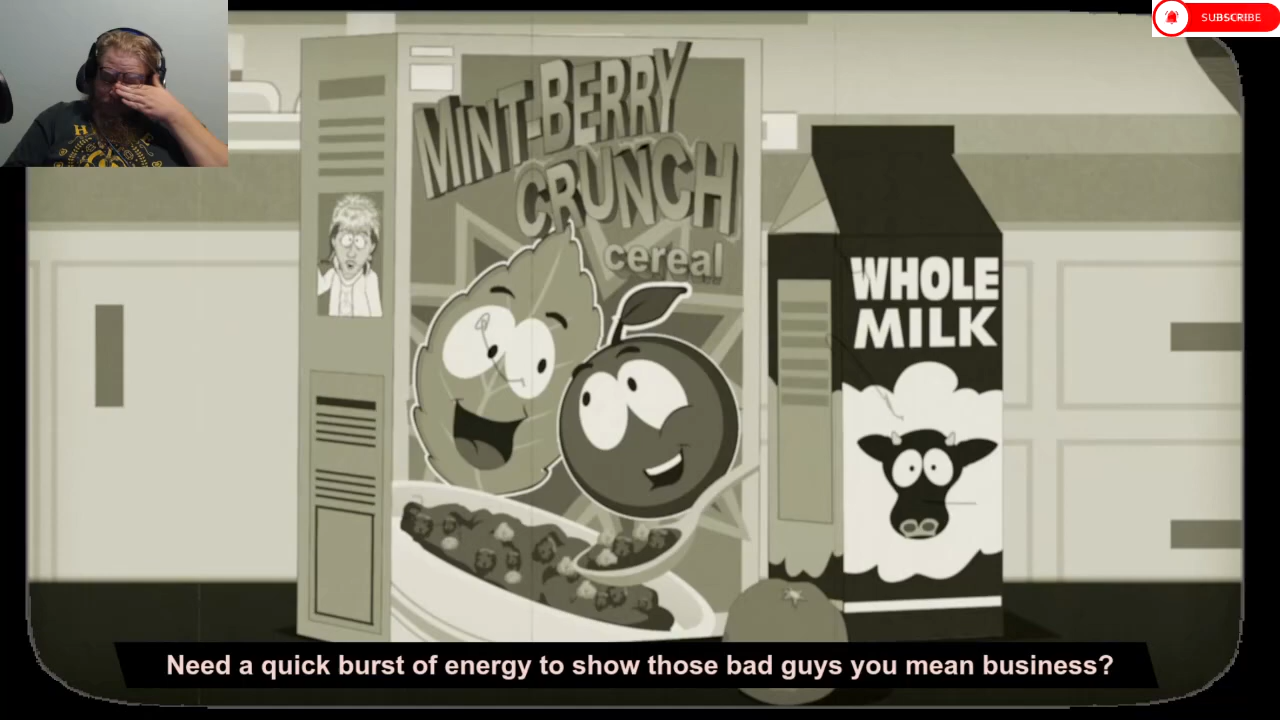 SUBSCRIBE
MINT-BERRY
CRUNCH
cereal
WHOLE
MILK
Need a quick burst of energy to show those bad guys you mean business?